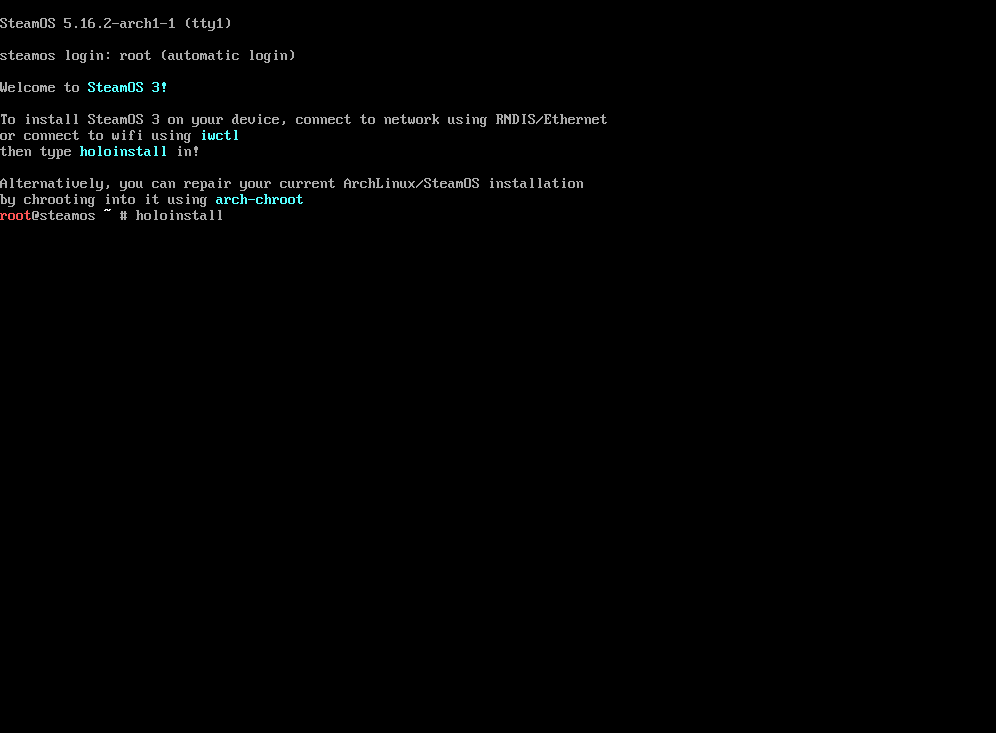 SteamOS 5.16.2-arch1-1 (tty1)
steamos login: root (automatic login)
Welcome to SteamOS 3!
To install SteamOS 3 on your device, connect to network using RNDIS/Ethernet
or connect to wifi using iwctl
then type holoinstall in!
Alternatively, you can repair your current ArchLinux/SteamOS installation
by chrooting into it using arch-chroot
root@steamos ~ # holoinstall